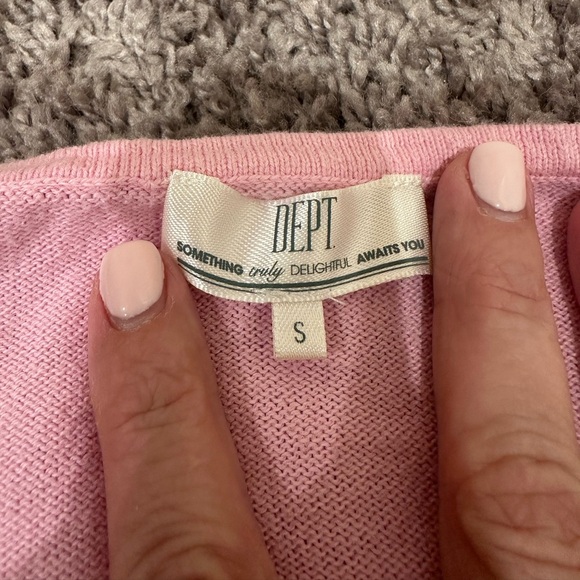 DEPT.
SOMETHING truly DELIGHTFUL AWAITS YOU
S